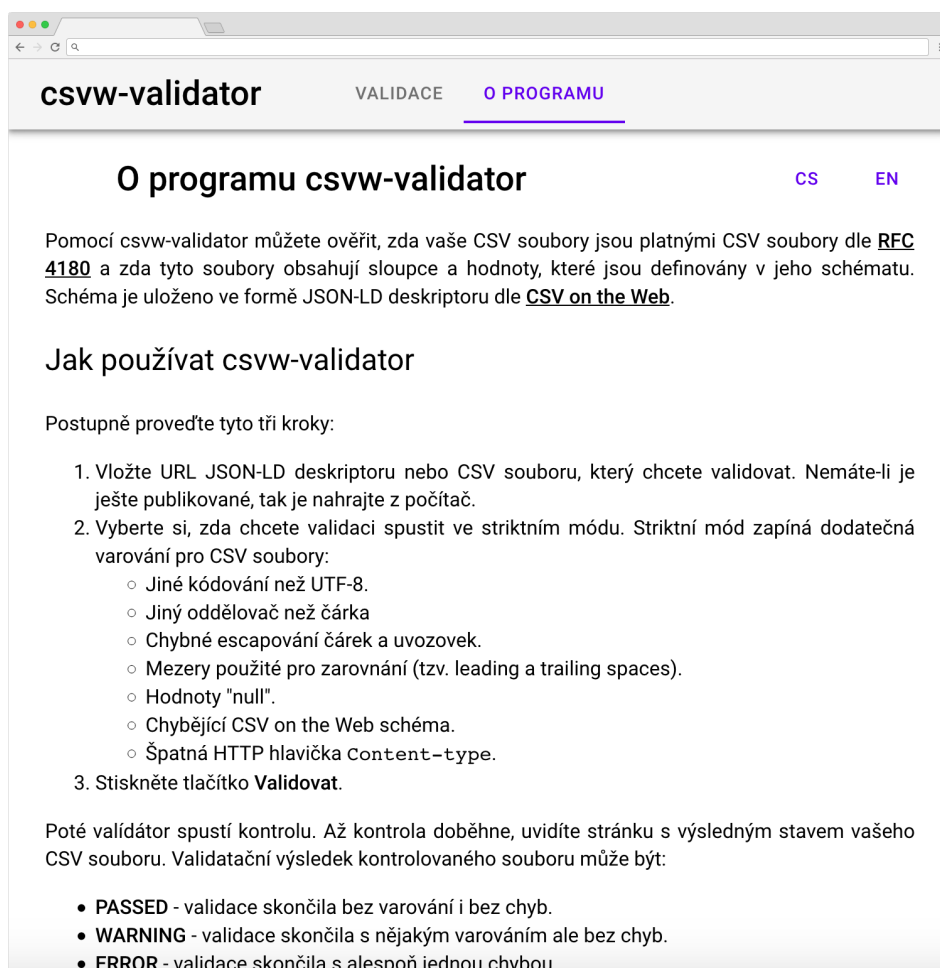 csvw-validator
VALIDACE
O PROGRAMU
O programu csvw-validator
CS
EN
Pomocí csvw-validator můžete ověřit, zda vaše CSV soubory jsou platnými CSV soubory dle RFC
4180 a zda tyto soubory obsahují sloupce a hodnoty, které jsou definovány v jeho schématu.
Schéma je uloženo ve formě JSON-LD deskriptoru dle CSV on the Web.
Jak používat csvw-validator
Postupně proveďte tyto tři kroky:
1. Vložte URL JSON-LD deskriptoru nebo CSV souboru, který chcete validovat. Nemáte-li je
ješte publikované, tak je nahrajte z počítač.
2. Vyberte si, zda chcete validaci spustit ve striktním módu. Striktní mód zapíná dodatečná
varování pro CSV soubory:
Jiné kódování než UTF-8.
Jiný oddělovač než čárka
Chybné escapování čárek a uvozovek.
Mezery použité pro zarovnání (tzv. leading a trailing spaces).
Hodnoty "null".
Chybějící CSV on the Web schéma.
Špatná HTTP hlavička Content-type.
3. Stiskněte tlačítko Validovat.
Poté valídátor spustí kontrolu. Až kontrola doběhne, uvidíte stránku s výsledným stavem vašeho
CSV souboru. Validatační výsledek kontrolovaného souboru může být:
PASSED - validace skončila bez varování i bez chyb.
WARNING - validace skončila s nějakým varováním ale bez chyb.
ERROR - validace skončila s alespoň jednou chybou